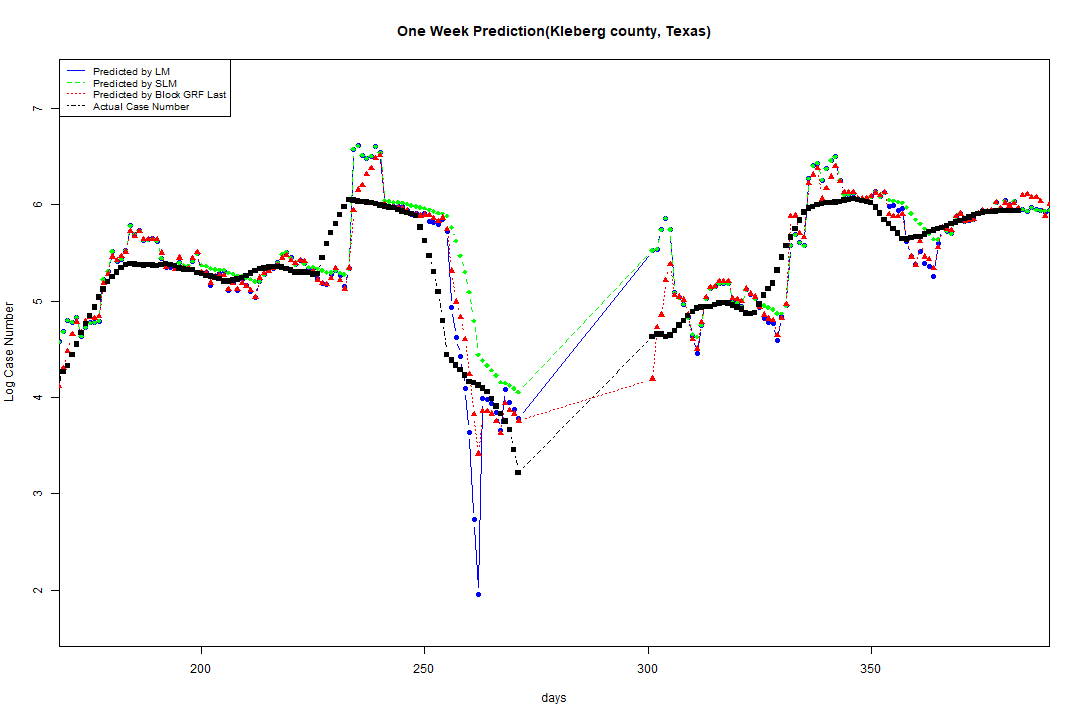 One Week Prediction(Kleberg county, Texas)
Predicted by LM
Predicted by SLM
Predicted by Block GRF Last
Actual Case Number
7
6
5
4
3
2
Log Case Number
200 250 300 350
days